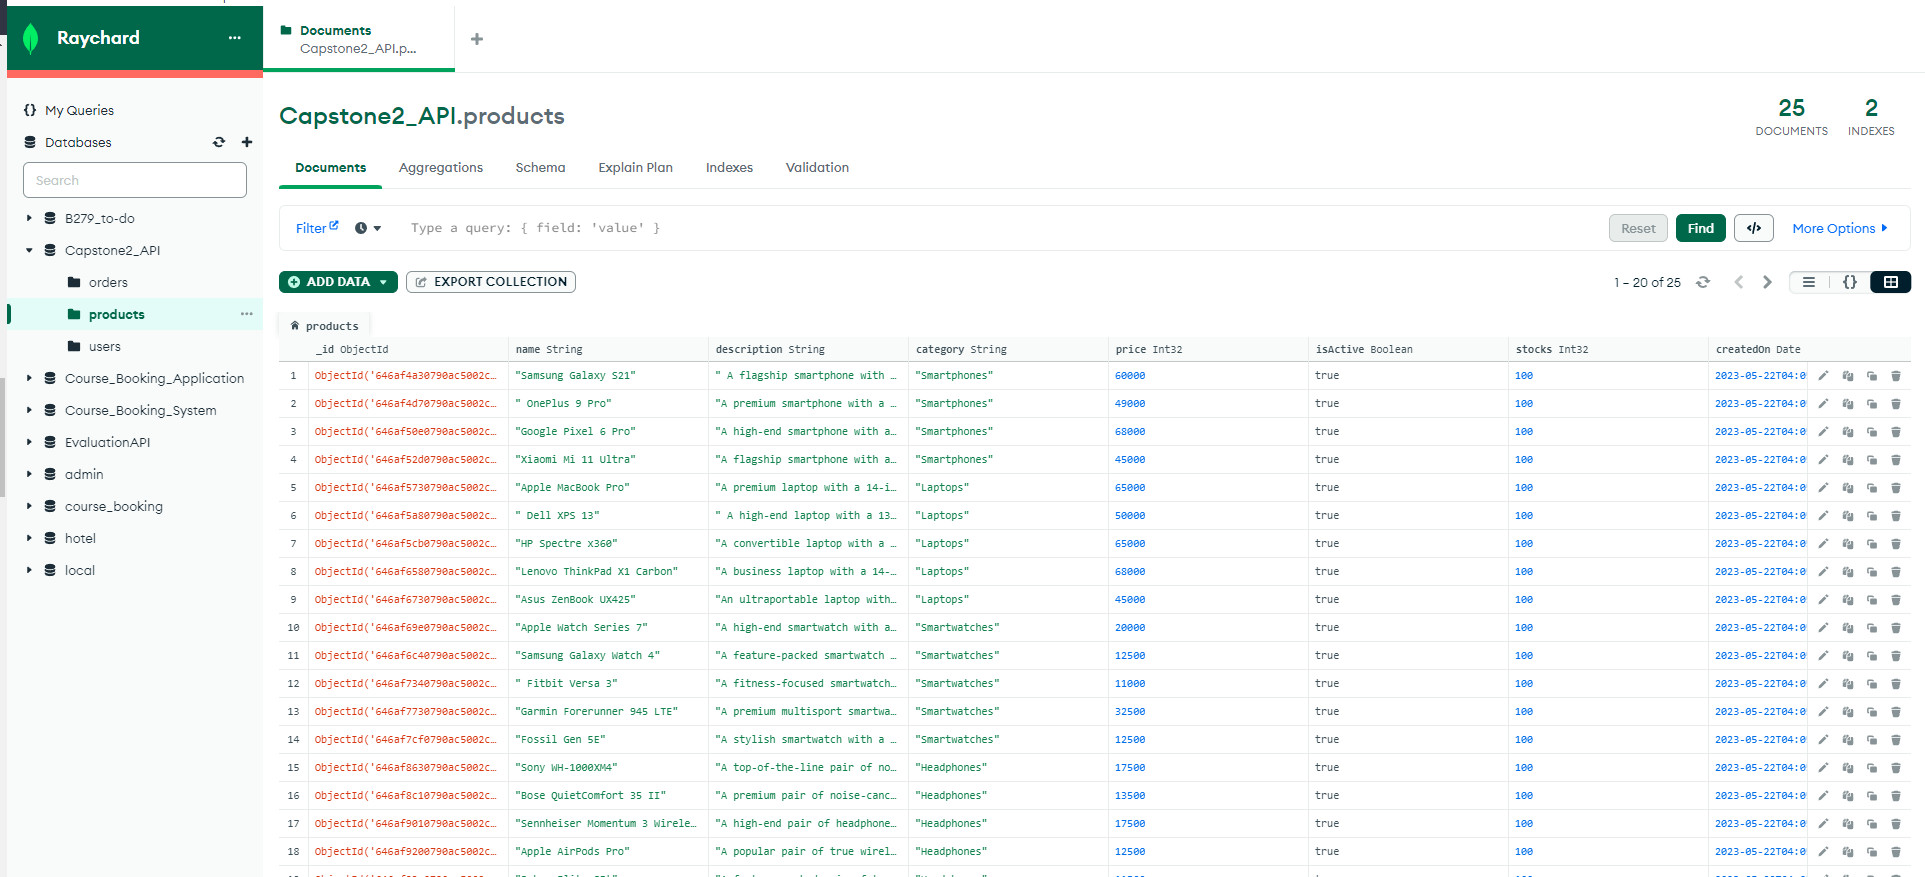 Raychard
Documents
Capstone2_API.p...
My Queries
Databases
Search
B279_to-do
Capstone2_API
orders
products
users
Course_Booking_Application
Course_Booking_System
EvaluationAPI
admin
course_booking
hotel
local
Capstone2_API.products
25
DOCUMENTS
2
INDEXES
Documents Aggregations Schema Explain Plan Indexes Validation
Filter Type a query: { field: 'value' } Reset Find </> More Options
ADD DATA EXPORT COLLECTION 1 – 20 of 25 {}
products
_id ObjectId name String description String category String price Int32 isActive Boolean stocks Int32 createdOn Date
1 ObjectId('646af4a30790ac5002c… "Samsung Galaxy S21" " A flagship smartphone with … "Smartphones" 60000 true 100 2023-05-22T04:0
2 ObjectId('646af4d70790ac5002c… " OnePlus 9 Pro" "A premium smartphone with a … "Smartphones" 49000 true 100 2023-05-22T04:0
3 ObjectId('646af50e0790ac5002c… "Google Pixel 6 Pro" "A high-end smartphone with a… "Smartphones" 68000 true 100 2023-05-22T04:0
4 ObjectId('646af52d0790ac5002c… "Xiaomi Mi 11 Ultra" "A flagship smartphone with a… "Smartphones" 45000 true 100 2023-05-22T04:0
5 ObjectId('646af5730790ac5002c… "Apple MacBook Pro" "A premium laptop with a 14-i… "Laptops" 65000 true 100 2023-05-22T04:0
6 ObjectId('646af5a80790ac5002c… " Dell XPS 13" " A high-end laptop with a 13… "Laptops" 50000 true 100 2023-05-22T04:0
7 ObjectId('646af5cb0790ac5002c… "HP Spectre x360" "A convertible laptop with a … "Laptops" 65000 true 100 2023-05-22T04:0
8 ObjectId('646af6580790ac5002c… "Lenovo ThinkPad X1 Carbon" "A business laptop with a 14-… "Laptops" 68000 true 100 2023-05-22T04:0
9 ObjectId('646af6730790ac5002c… "Asus ZenBook UX425" "An ultraportable laptop with… "Laptops" 45000 true 100 2023-05-22T04:0
10 ObjectId('646af69e0790ac5002c… "Apple Watch Series 7" "A high-end smartwatch with a… "Smartwatches" 20000 true 100 2023-05-22T04:0
11 ObjectId('646af6c40790ac5002c… "Samsung Galaxy Watch 4" "A feature-packed smartwatch … "Smartwatches" 12500 true 100 2023-05-22T04:0
12 ObjectId('646af7340790ac5002c… " Fitbit Versa 3" "A fitness-focused smartwatch… "Smartwatches" 11000 true 100 2023-05-22T04:0
13 ObjectId('646af7730790ac5002c… "Garmin Forerunner 945 LTE" "A premium multisport smartwa… "Smartwatches" 32500 true 100 2023-05-22T04:0
14 ObjectId('646af7cf0790ac5002c… "Fossil Gen 5E" "A stylish smartwatch with a … "Smartwatches" 12500 true 100 2023-05-22T04:0
15 ObjectId('646af8630790ac5002c… "Sony WH-1000XM4" "A top-of-the-line pair of no… "Headphones" 17500 true 100 2023-05-22T04:0
16 ObjectId('646af8c10790ac5002c… "Bose QuietComfort 35 II" "A premium pair of noise-canc… "Headphones" 13500 true 100 2023-05-22T04:0
17 ObjectId('646af9010790ac5002c… "Sennheiser Momentum 3 Wirele… "A high-end pair of headphone… "Headphones" 17500 true 100 2023-05-22T04:0
18 ObjectId('646af9200790ac5002c… "Apple AirPods Pro" "A popular pair of true wirel… "Headphones" 12500 true 100 2023-05-22T04:0